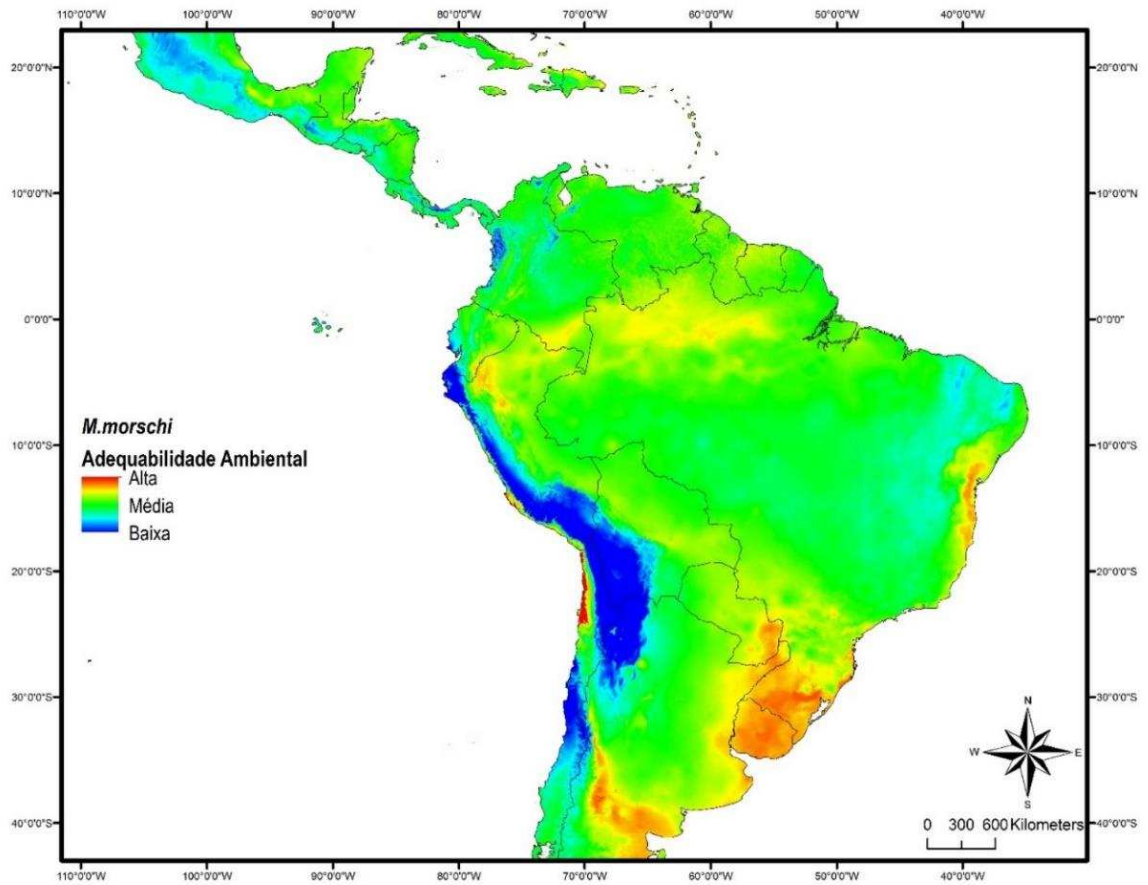 110°0'0"W 100°0'0"W 90°0'0"W 80°0'0"W 70°0'0"W 60°0'0"W 50°0'0"W 40°0'0"W
20°0'0"N 20°0'0"N
10°0'0"N 10°0'0"N
0°0'0" 0°0'0"
M.morschi
Adequabilidade Ambiental
Alta
Média
Baixa
10°0'0"S 10°0'0"S
20°0'0"S 20°0'0"S
30°0'0"S 30°0'0"S
N
W E
S
0 300 600 Kilometers
40°0'0"S 40°0'0"S
110°0'0"W 100°0'0"W 90°0'0"W 80°0'0"W 70°0'0"W 60°0'0"W 50°0'0"W 40°0'0"W